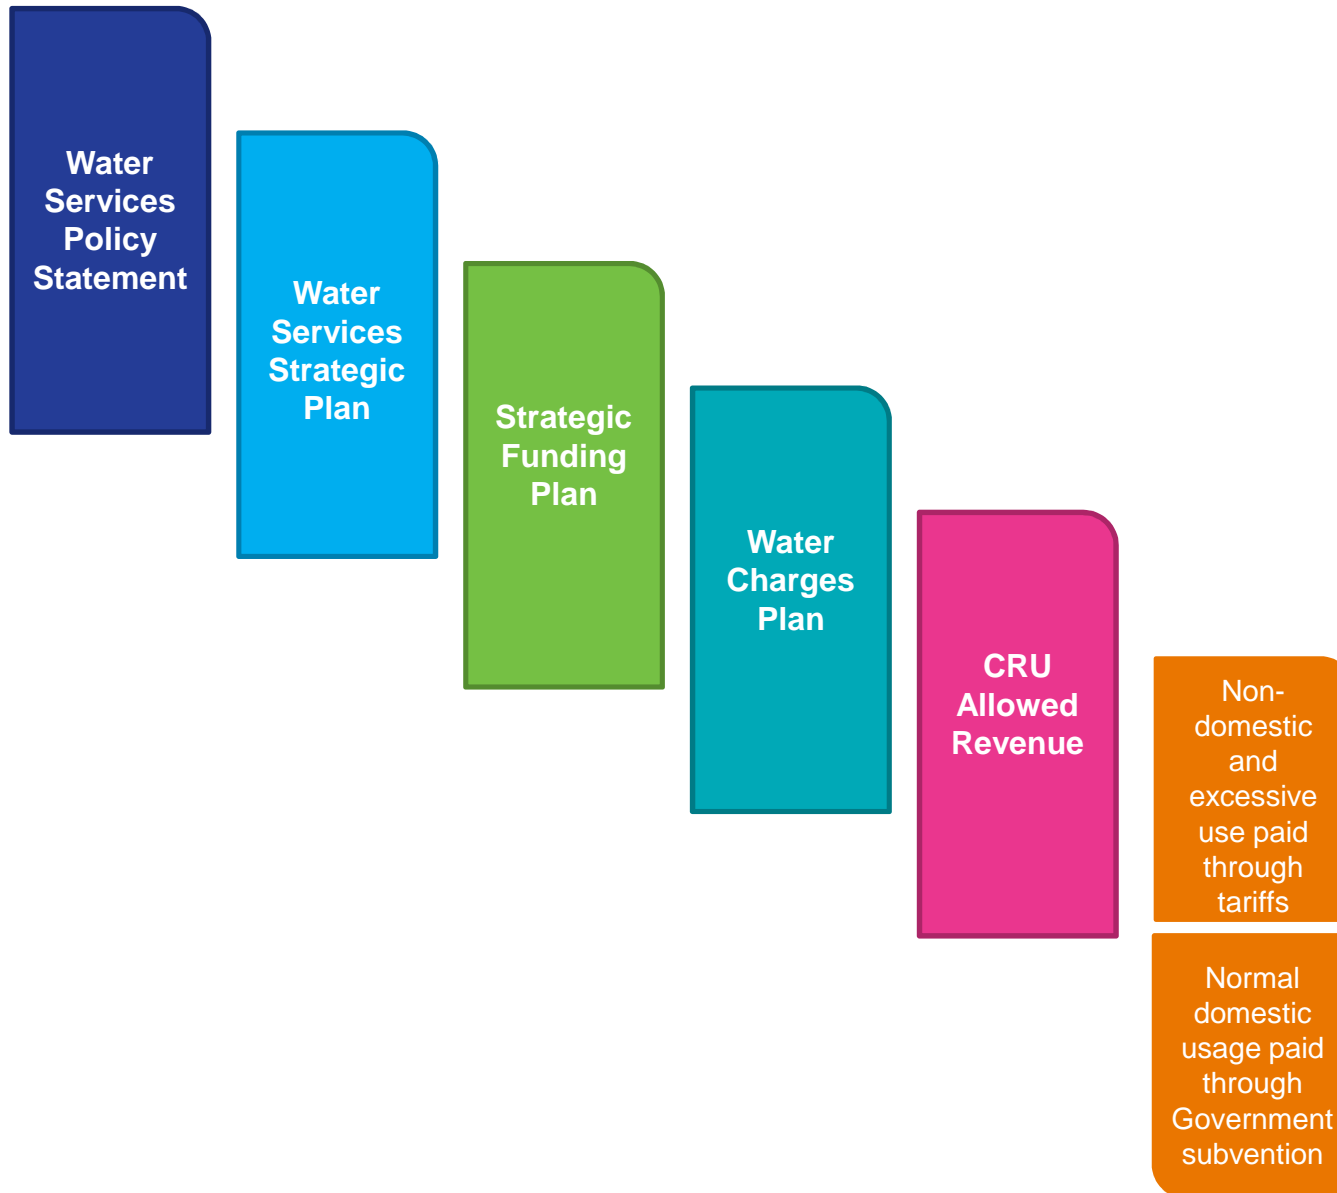 Water
Services
Policy
Statement
Water
Services
Strategic
Plan
Strategic
Funding
Plan
Water
Charges
Plan
CRU
Allowed
Revenue
Non-
domestic
and
excessive
use paid
through
tariffs
Normal
domestic
usage paid
through
Government
subvention